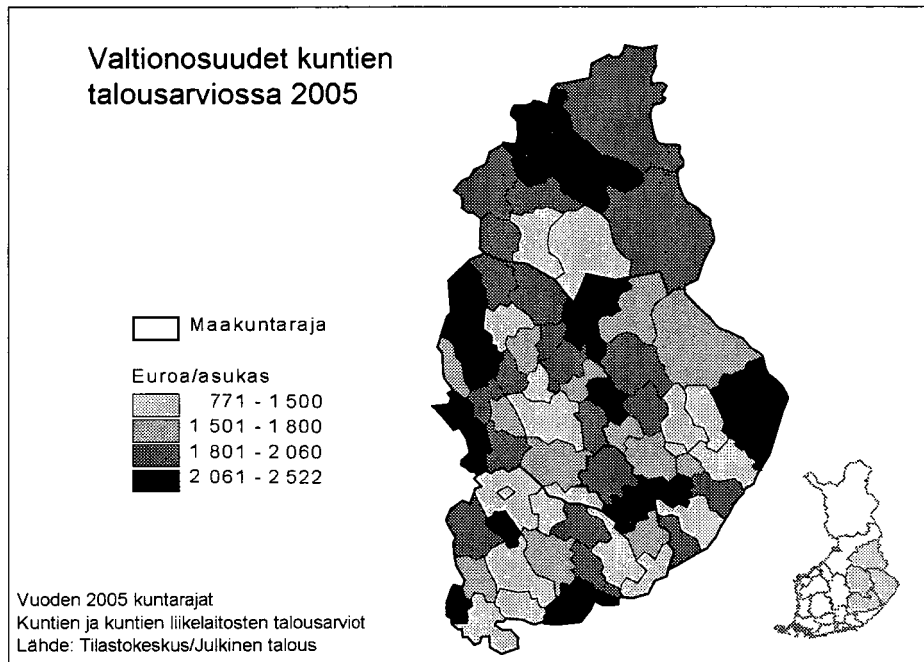 Valtionosuudet kuntien
talousarviossa 2005
Maakuntaraja
Euroa/asukas
771 - 1 500
1 501 - 1 800
1 801 - 2 060
2 061 - 2 522
Vuoden 2005 kuntarajat
Kuntien ja kuntien liikelaitosten talousarviot
Lähde: Tilastokeskus/Julkinen talous